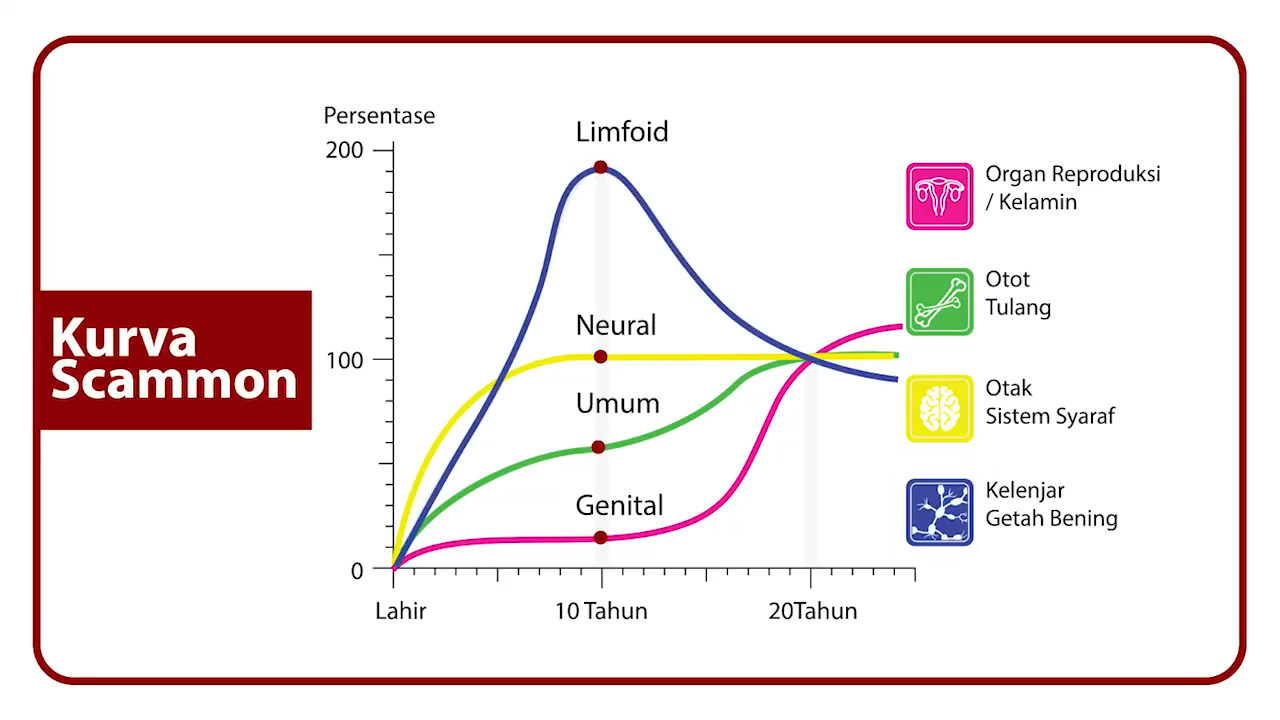 Kurva
Scammon
Persentase
200
100
0
Limfoid
Neural
Umum
Genital
Lahir
10 Tahun
20Tahun
Organ Reproduksi
/ Kelamin
Otot
Tulang
Otak
Sistem Syaraf
Kelenjar
Getah Bening